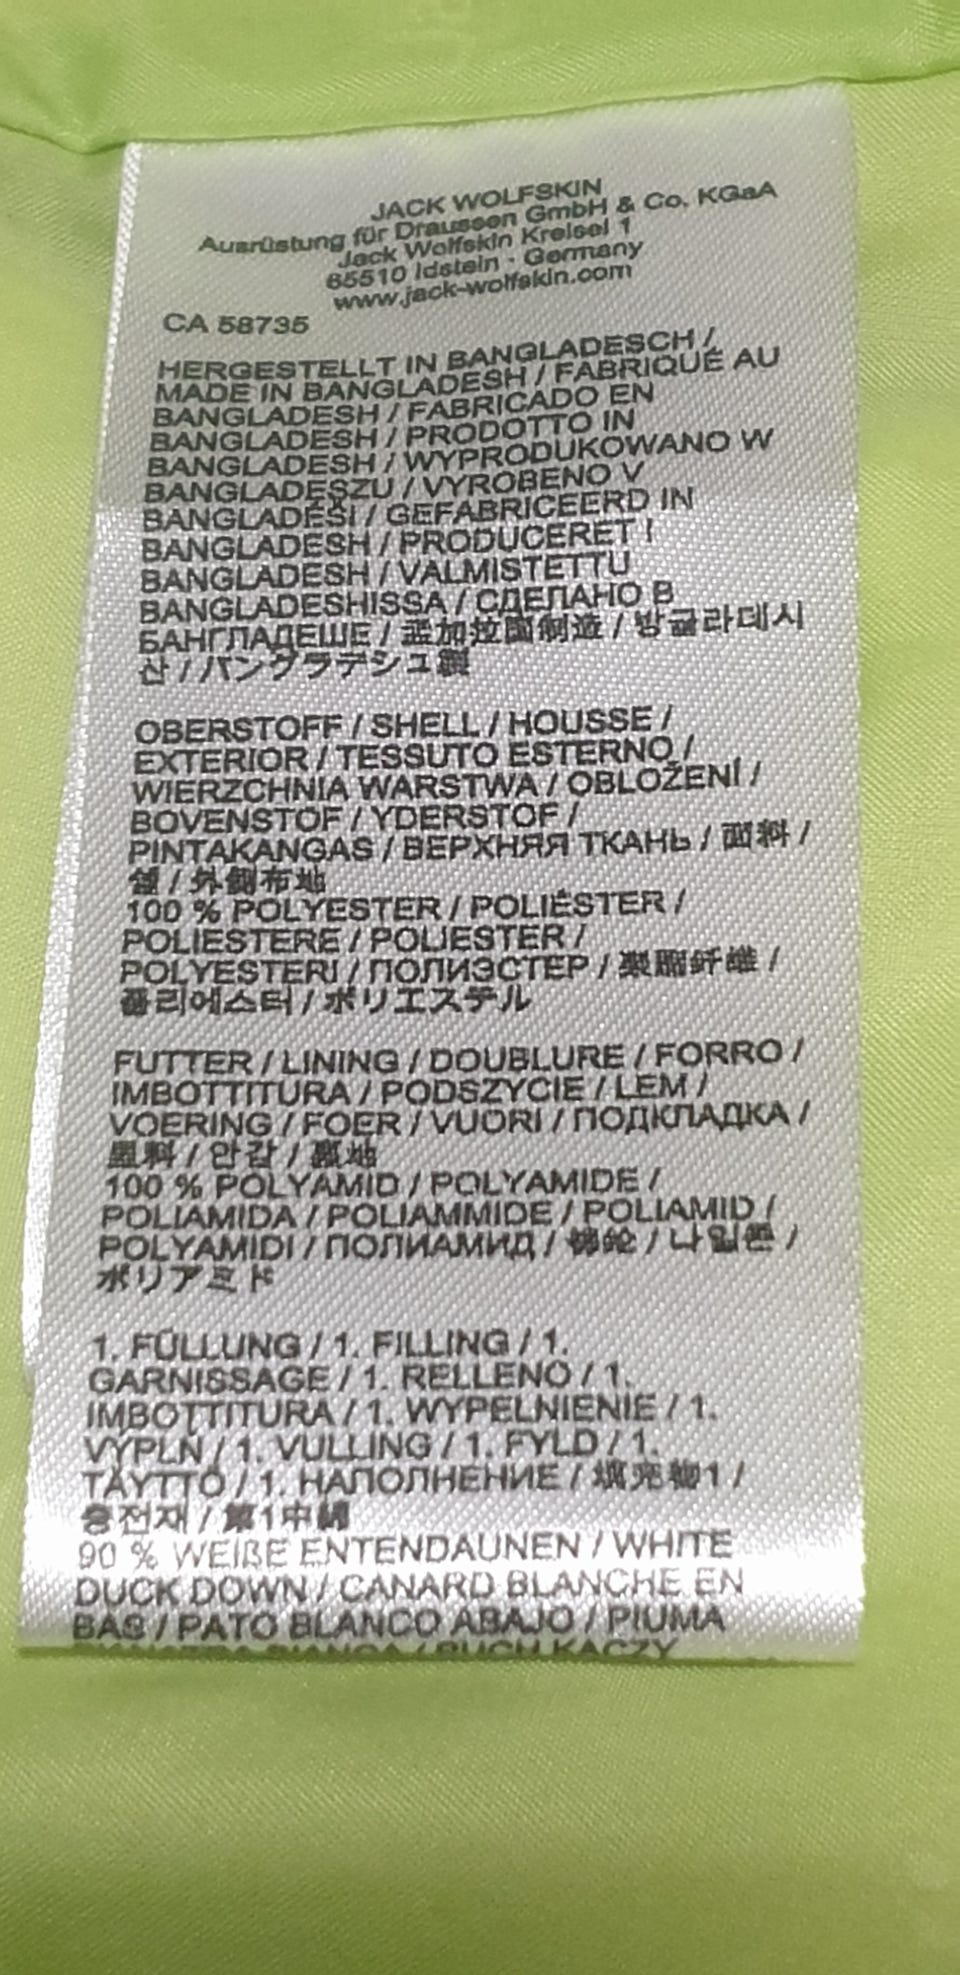 JACK WOLFSKIN
Ausrüstung für Draussen GmbH & Co. KGaA
Jack Wolfskin Kreisel 1
65510 Idstein · Germany
www.jack-wolfskin.com
CA 58735
HERGESTELLT IN BANGLADESCH /
MADE IN BANGLADESH / FABRIQUÉ AU
BANGLADESH / FABRICADO EN
BANGLADESH / PRODOTTO IN
BANGLADESH / WYPRODUKOWANO W
BANGLADESZU / VYROBENO V
BANGLADÉŠI / GEFABRICEERD IN
BANGLADESH / PRODUCERET I
BANGLADESH / VALMISTETTU
BANGLADESHISSA / СДЕЛАНО В
БАНГЛАДЕШЕ / 孟加拉国制造 / 방글라데시
산 / バングラデシュ製
OBERSTOFF / SHELL / HOUSSE /
EXTERIOR / TESSUTO ESTERNO /
WIERZCHNIA WARSTWA / OBLOŽENÍ /
BOVENSTOF / YDERSTOF /
PINTAKANGAS / ВЕРХНЯЯ ТКАНЬ / 面料 /
쉘 / 外側布地
100 % POLYESTER / POLIÉSTER /
POLIESTERE / POLIESTER /
POLYESTERI / ПОЛИЭСТЕР / 聚酯纤维 /
폴리에스터 / ポリエステル
FUTTER / LINING / DOUBLURE / FORRO /
IMBOTTITURA / PODSZYCIE / LEM /
VOERING / FOER / VUORI / ПОДКЛАДКА /
里料 / 안감 / 裏地
100 % POLYAMID / POLYAMIDE /
POLIAMIDA / POLIAMMIDE / POLIAMID /
POLYAMIDI / ПОЛИАМИД / 锦纶 / 나일론 /
ポリアミド
1. FÜLLUNG / 1. FILLING / 1.
GARNISSAGE / 1. RELLENO / 1.
IMBOTTITURA / 1. WYPEŁNIENIE / 1.
VÝPLŇ / 1. VULLING / 1. FYLD / 1.
TÄYTTÖ / 1. НАПОЛНЕНИЕ / 填充物1 /
충전재 / 第1中綿
90 % WEIßE ENTENDAUNEN / WHITE
DUCK DOWN / CANARD BLANCHE EN
BAS / PATO BLANCO ABAJO / PIUMA
BIANCA / PUCH KACZY